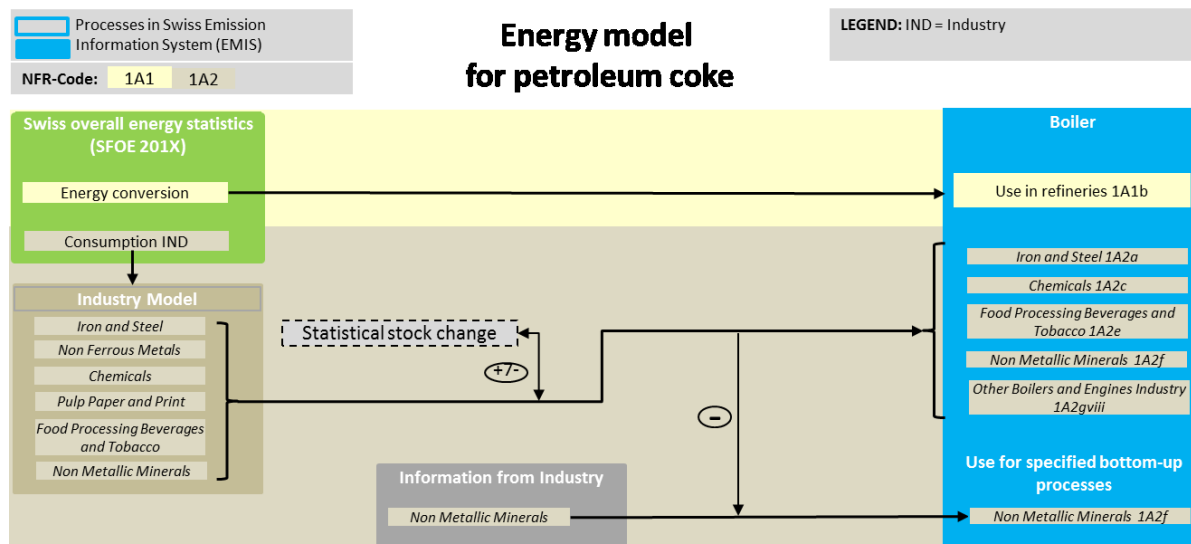 Processes in Swiss Emission
Information System (EMIS)
NFR-Code: 1A1 1A2
Energy model
for petroleum coke
LEGEND: IND = Industry
Swiss overall energy statistics
(SFOE 201X)
Energy conversion
Consumption IND
Industry Model
Iron and Steel
Non Ferrous Metals
Chemicals
Pulp Paper and Print
Food Processing Beverages
and Tobacco
Non Metallic Minerals
Statistical stock change
+7-
-
Information from Industry
Non Metallic Minerals
Boiler
Use in refineries 1A1b
Iron and Steel 1A2a
Chemicals 1A2c
Food Processing Beverages and
Tobacco 1A2e
Non Metallic Minerals 1A2f
Other Boilers and Engines Industry
1A2gviii
Use for specified bottom-up
processes
Non Metallic Minerals 1A2f